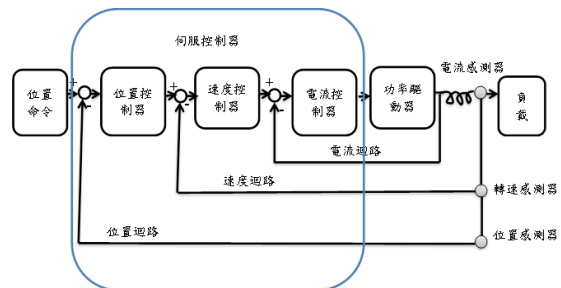 伺服控制器
位置
命令
+
-
位置控
制器
+
-
速度控
制器
+
-
電流控
制器
功率驅
動器
電流感測器
負
載
電流迴路
速度迴路
轉速感測器
位置迴路
位置感測器